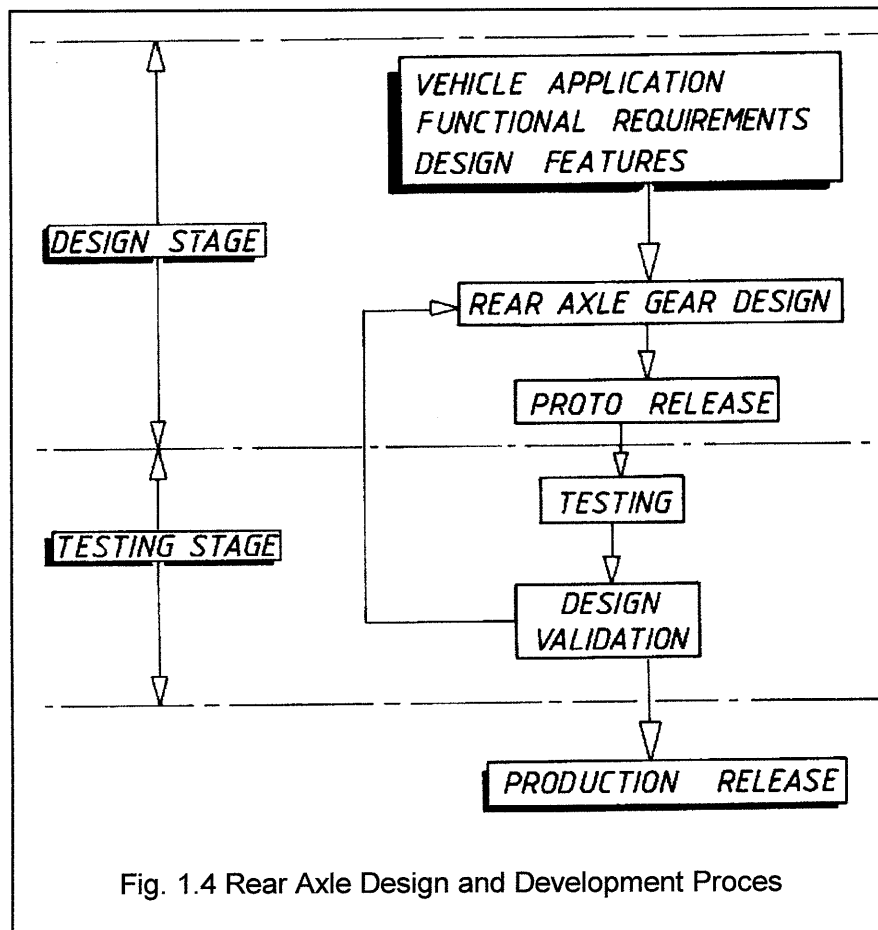 VEHICLE APPLICATION
FUNCTIONAL REQUIREMENTS
DESIGN FEATURES
DESIGN STAGE
REAR AXLE GEAR DESIGN
PROTO RELEASE
TESTING
TESTING STAGE
DESIGN
VALIDATION
PRODUCTION RELEASE
Fig. 1.4 Rear Axle Design and Development Proces